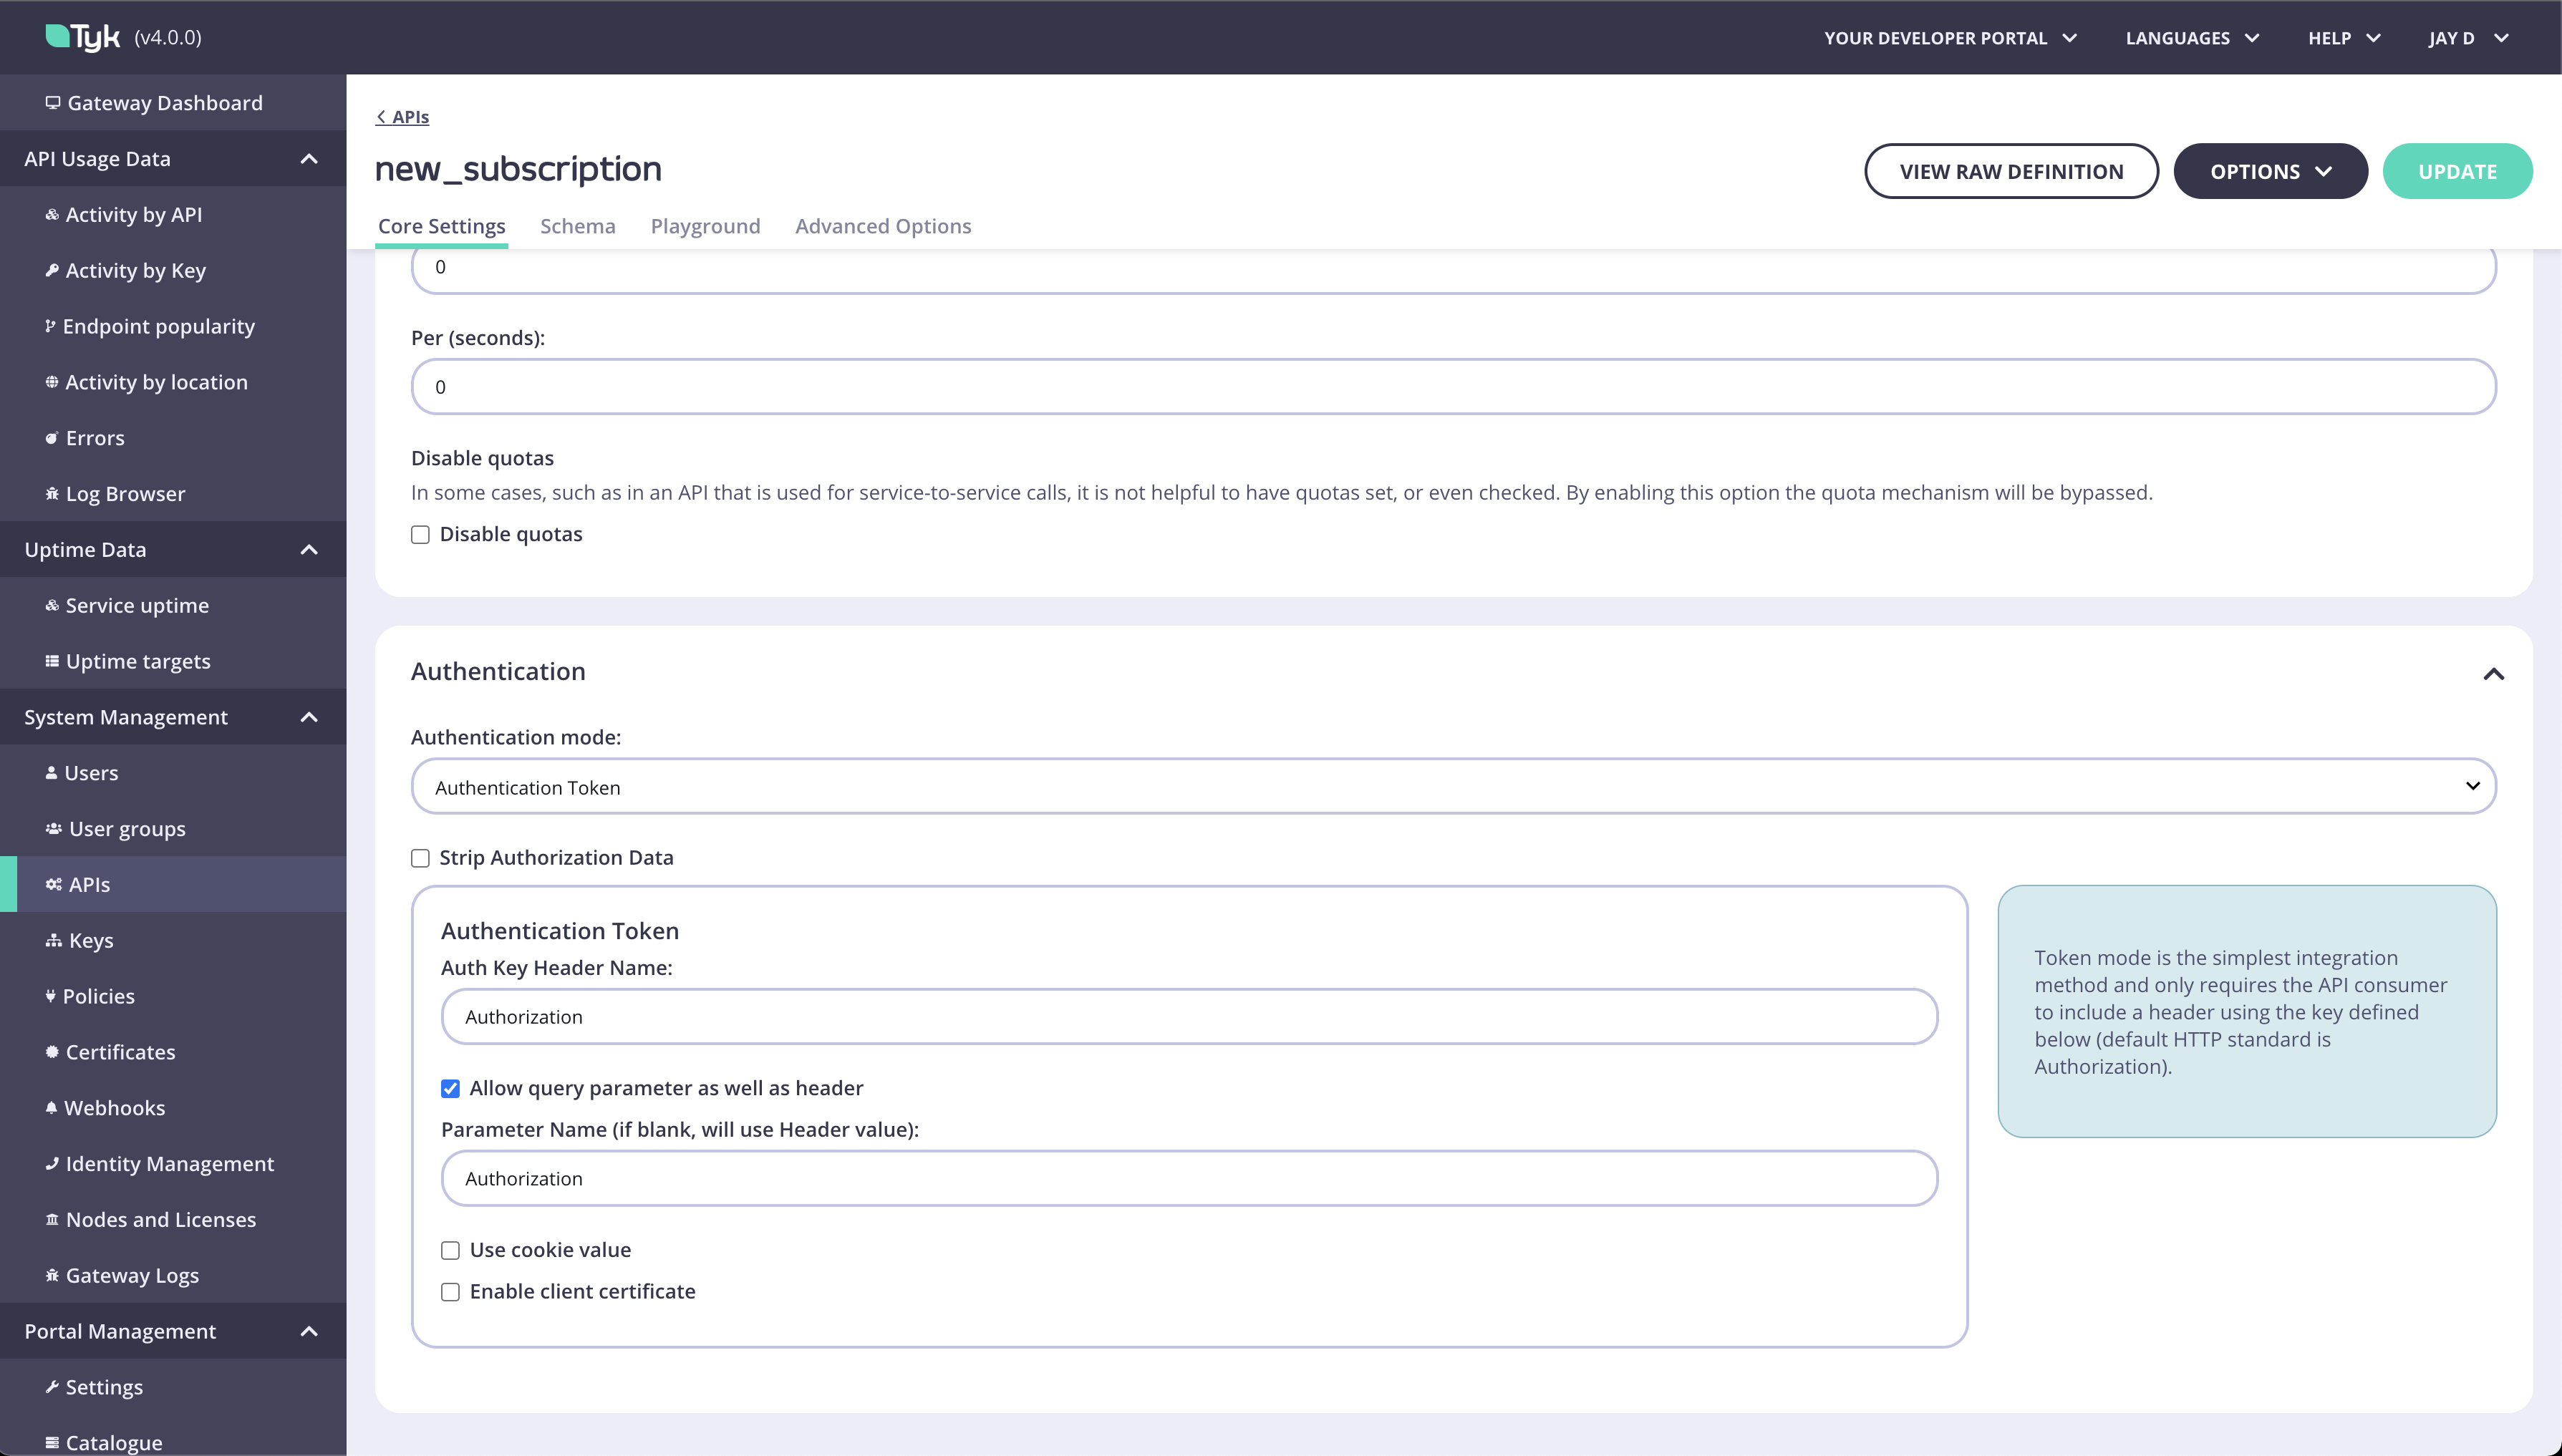 Tyk (v4.0.0)
YOUR DEVELOPER PORTAL
LANGUAGES
HELP
JAY D
Gateway Dashboard
API Usage Data
Activity by API
Activity by Key
Endpoint popularity
Activity by location
Errors
Log Browser
Uptime Data
Service uptime
Uptime targets
System Management
Users
User groups
APIs
Keys
Policies
Certificates
Webhooks
Identity Management
Nodes and Licenses
Gateway Logs
Portal Management
Settings
Catalogue
< APIs
new_subscription
VIEW RAW DEFINITION
OPTIONS
UPDATE
Core Settings
Schema
Playground
Advanced Options
0
Per (seconds):
0
Disable quotas
In some cases, such as in an API that is used for service-to-service calls, it is not helpful to have quotas set, or even checked. By enabling this option the quota mechanism will be bypassed.
Disable quotas
Authentication
Authentication mode:
Authentication Token
Strip Authorization Data
Authentication Token
Auth Key Header Name:
Authorization
Allow query parameter as well as header
Parameter Name (if blank, will use Header value):
Authorization
Use cookie value
Enable client certificate
Token mode is the simplest integration
method and only requires the API consumer
to include a header using the key defined
below (default HTTP standard is
Authorization).